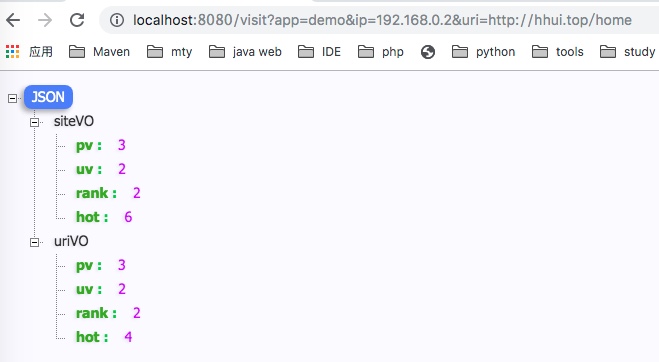 localhost:8080/visit?app=demo&ip=192.168.0.2&uri=http://hhui.top/home
应用 Maven mty java web IDE php python tools study
JSON
siteVO
pv : 3
uv : 2
rank : 2
hot : 6
uriVO
pv : 3
uv : 2
rank : 2
hot : 4